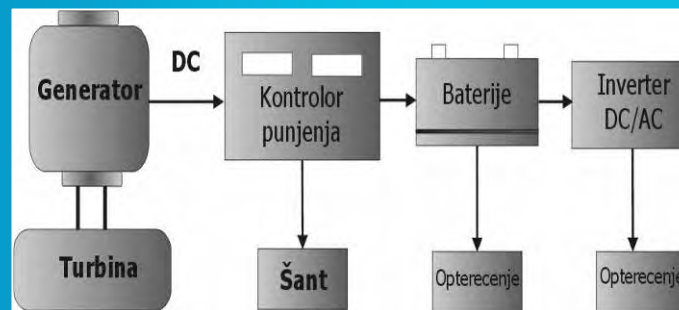 Generator
DC
Kontrolor
punjenja
Baterije
Inverter
DC/AC
Turbina
Šant
Opterecenje
Opterecenje